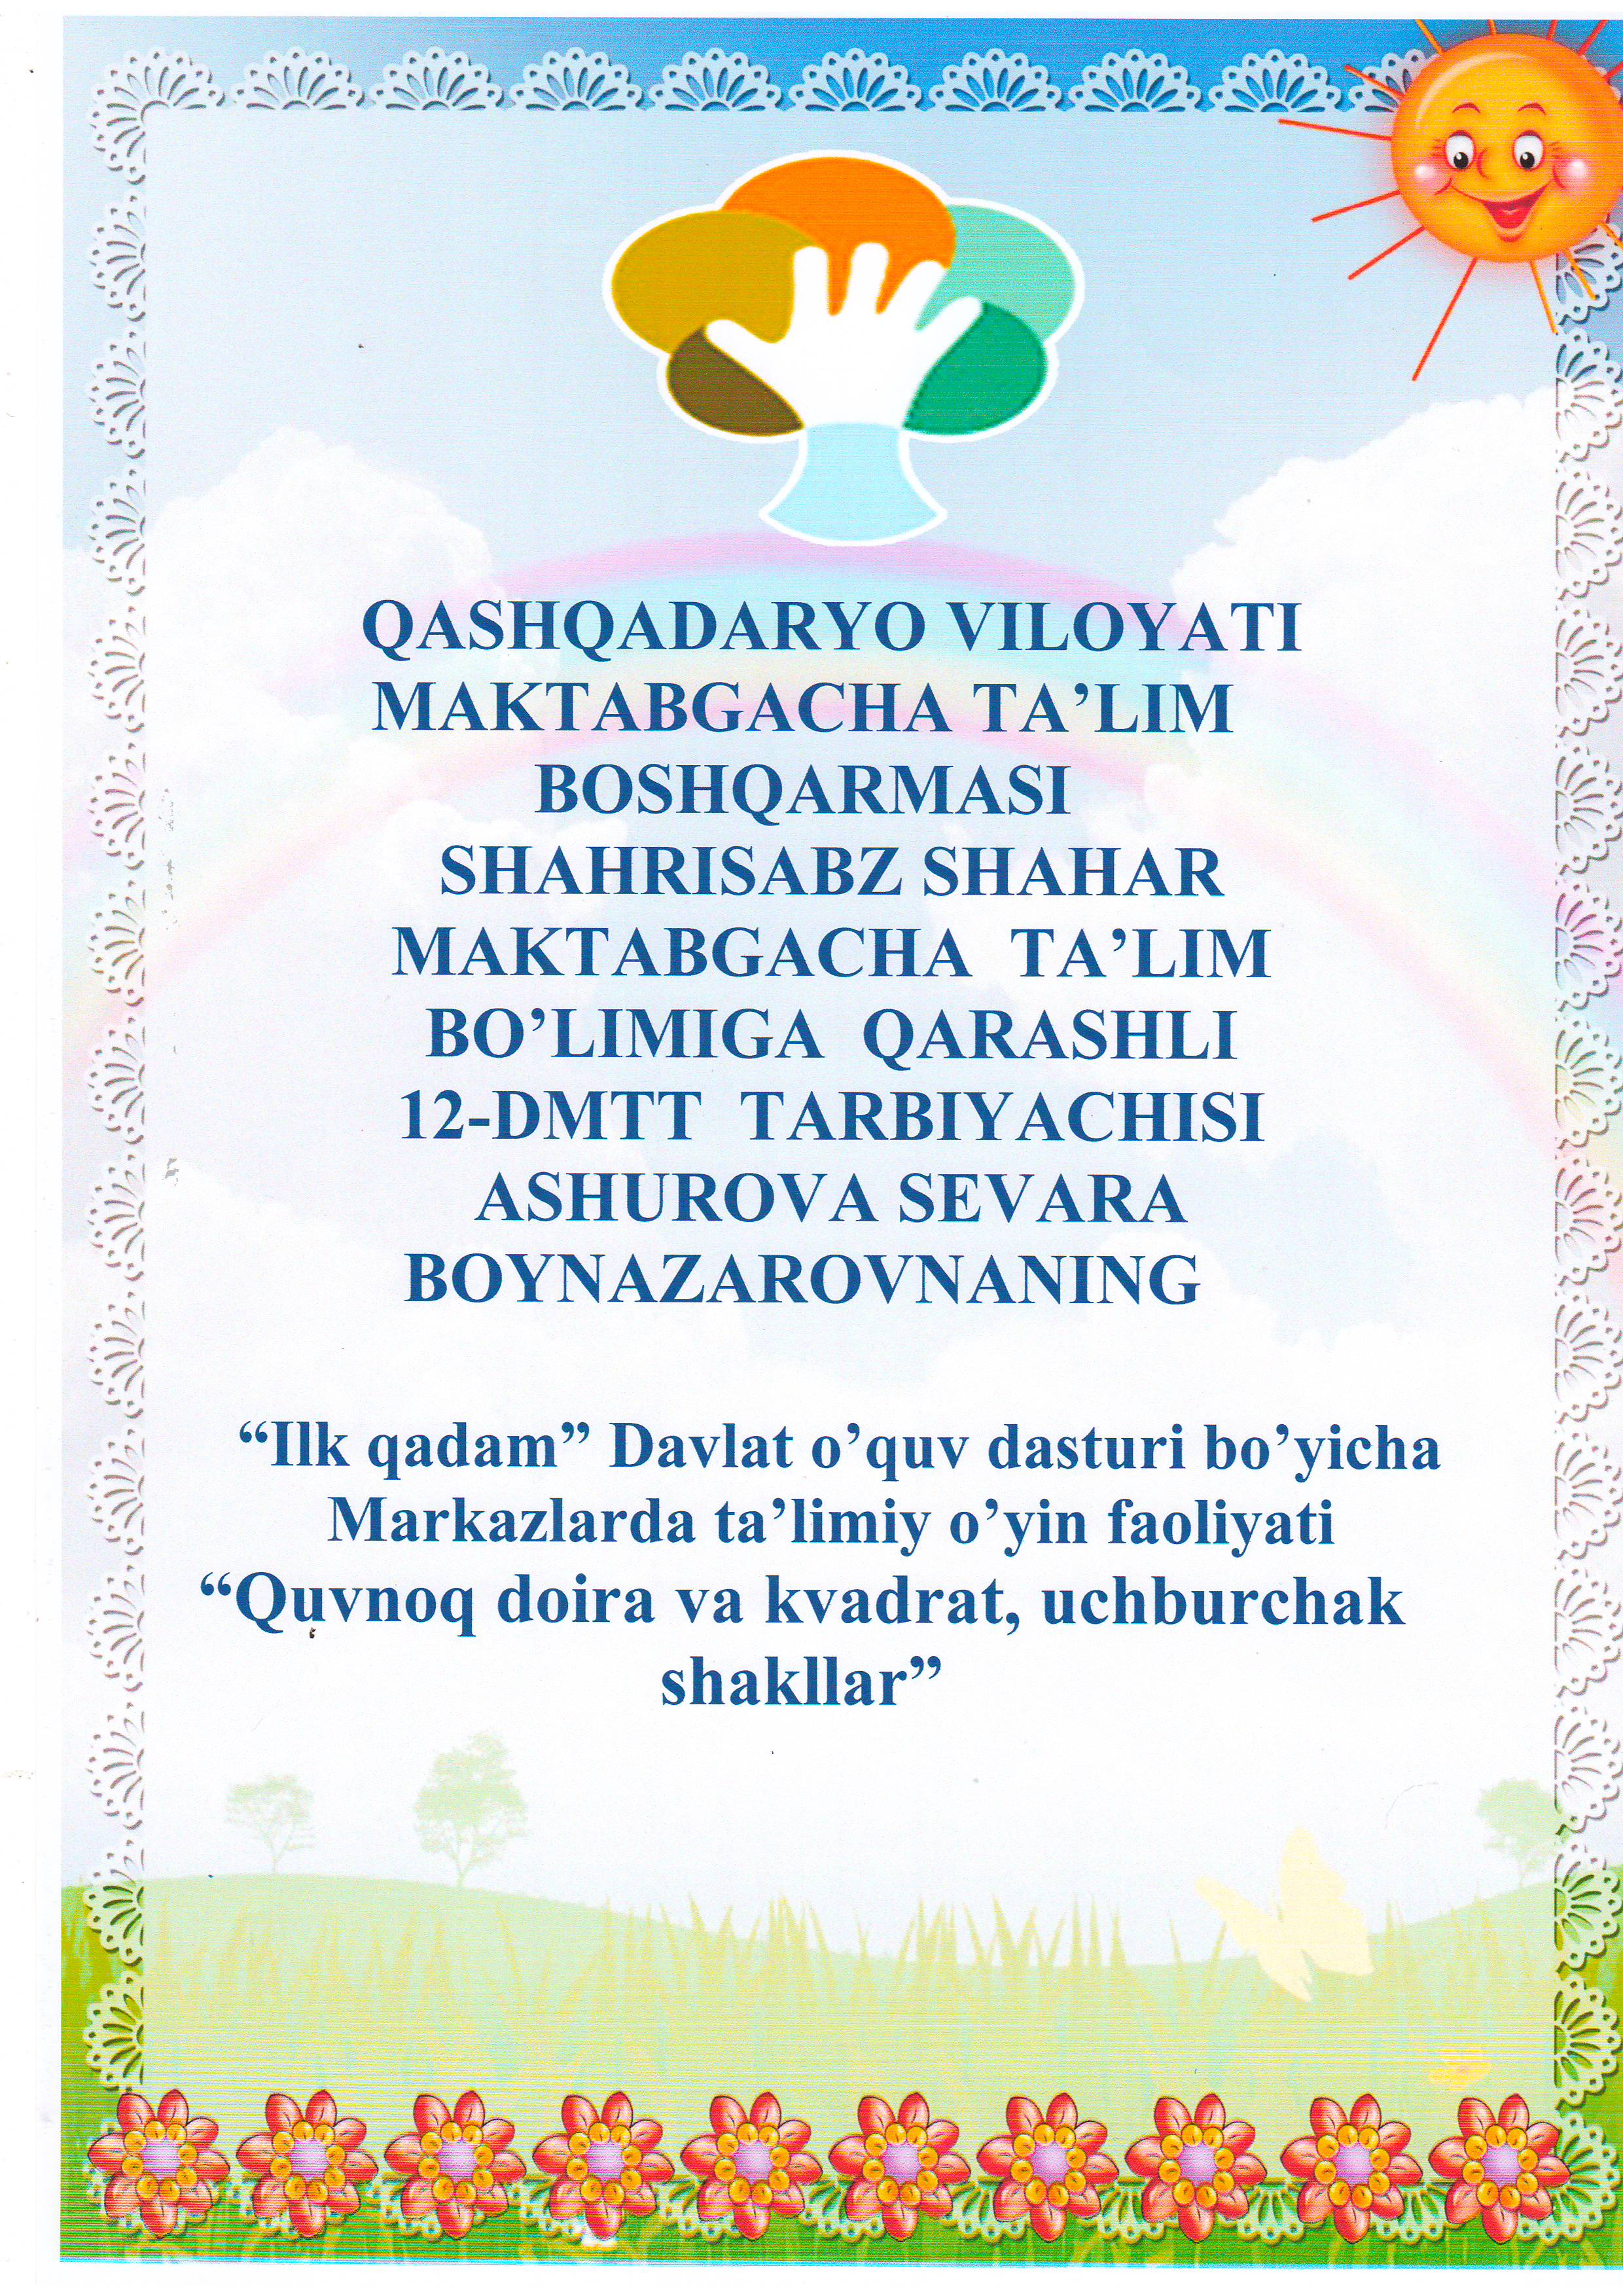 QASHQADARYO VILOYATI
MAKTABGACHA TA’LIM
BOSHQARMASI
SHAHRISABZ SHAHAR
MAKTABGACHA TA’LIM
BO’LIMIGA QARASHLI
12-DMTT TARBIYACHISI
ASHUROVA SEVARA
BOYNAZAROVNANING
“Ilk qadam” Davlat o’quv dasturi bo’yicha
Markazlarda ta’limiy o’yin faoliyati
“Quvnoq doira va kvadrat, uchburchak
shakllar”